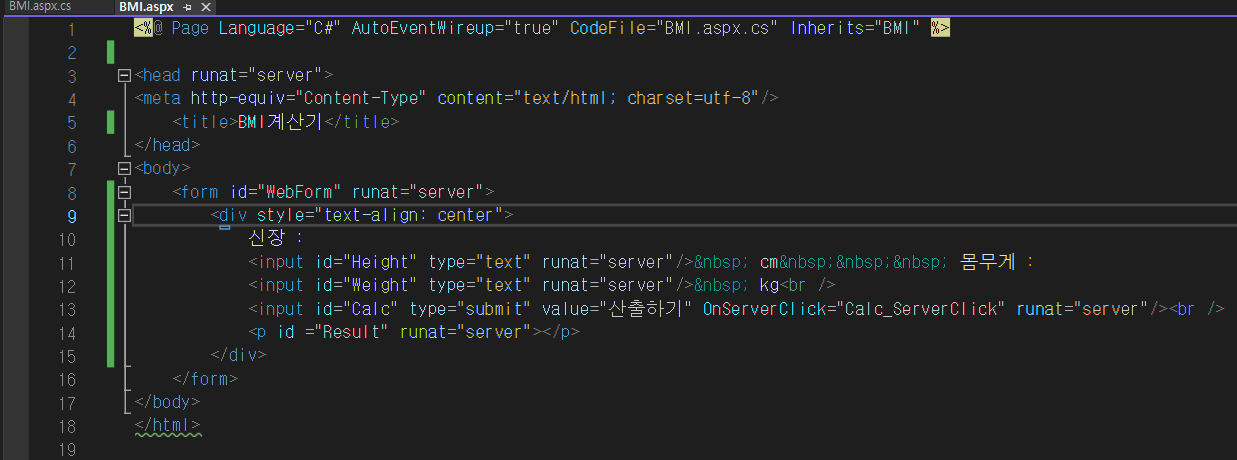 BMI.aspx.cs BMI.aspx
1 <%@ Page Language="C#" AutoEventWireup="true" CodeFile="BMI.aspx.cs" Inherits="BMI" %>
2
3 <head runat="server">
4 <meta http-equiv="Content-Type" content="text/html; charset=utf-8"/>
5 <title>BMI계산기</title>
6 </head>
7 <body>
8 <form id="WebForm" runat="server">
9 <div style="text-align: center">
10 신장 :
11 <input id="Height" type="text" runat="server"/>&nbsp; cm&nbsp;&nbsp;&nbsp; 몸무게 :
12 <input id="Weight" type="text" runat="server"/>&nbsp; kg<br />
13 <input id="Calc" type="submit" value="산출하기" OnServerClick="Calc_ServerClick" runat="server"/><br />
14 <p id ="Result" runat="server"></p>
15 </div>
16 </form>
17 </body>
18 </html>
19